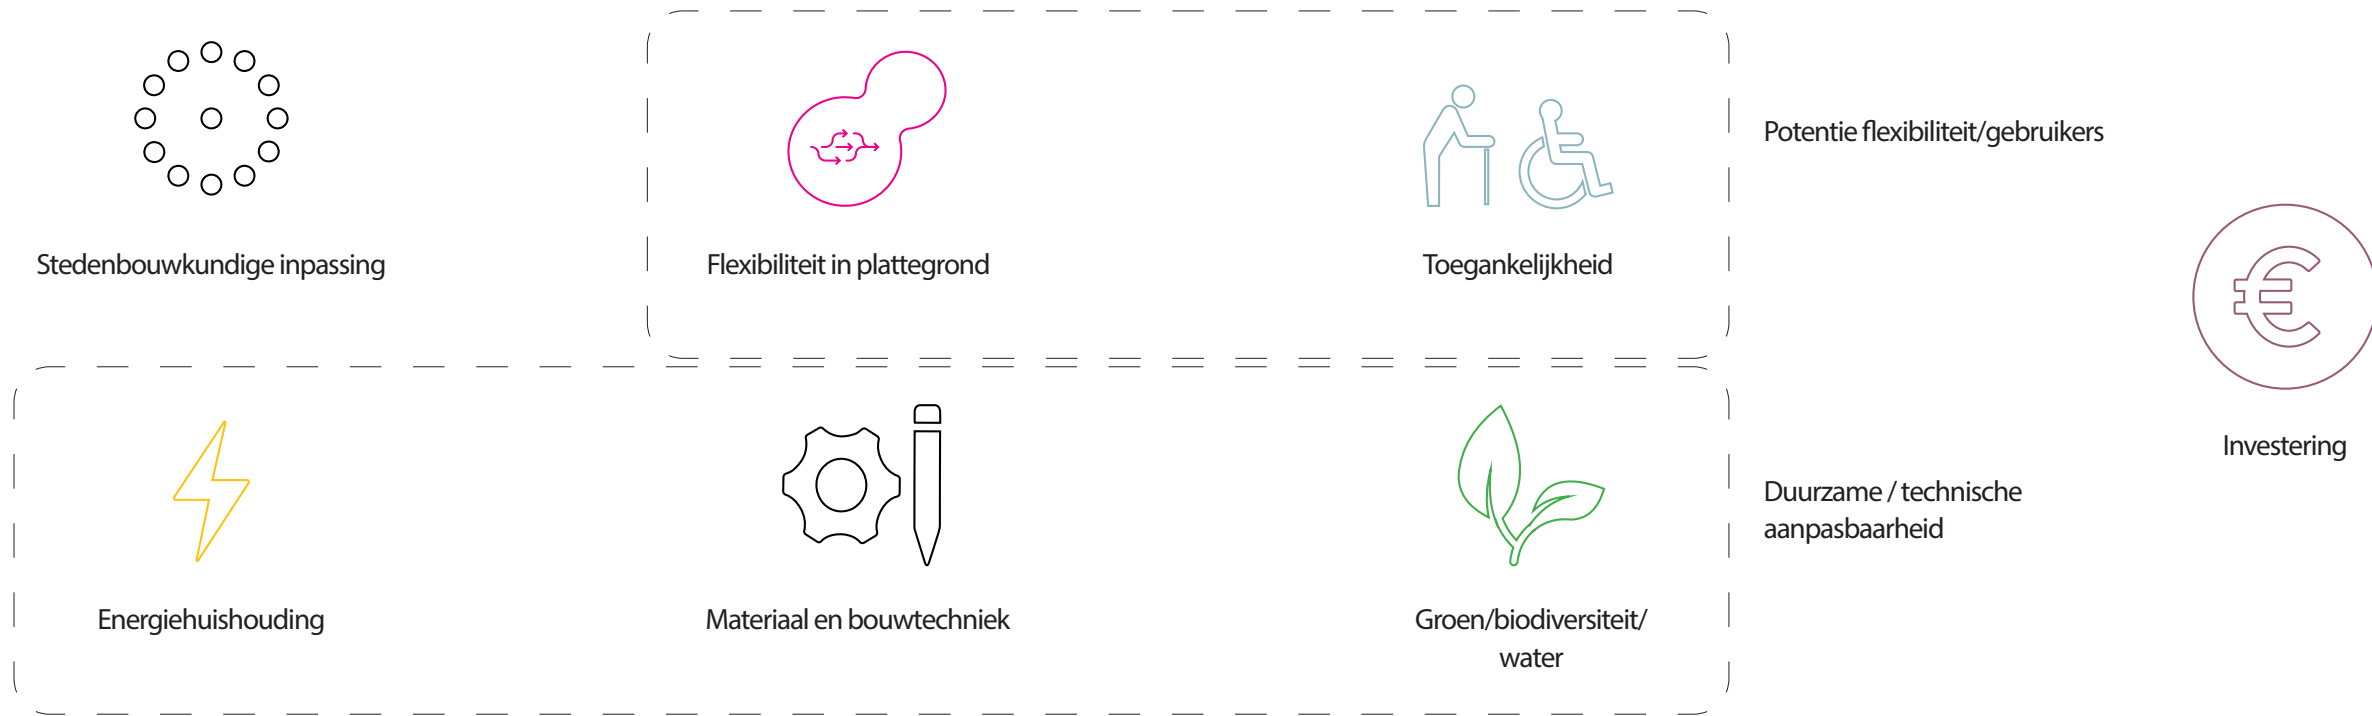 Stedenbouwkundige inpassing
Flexibiliteit in plattegrond
Toegankelijkheid
Potentie flexibiliteit/gebruikers
Investering
Energiehuishouding
Materiaal en bouwtechniek
Groen/biodiversiteit/
water
Duurzame / technische
aanpasbaarheid